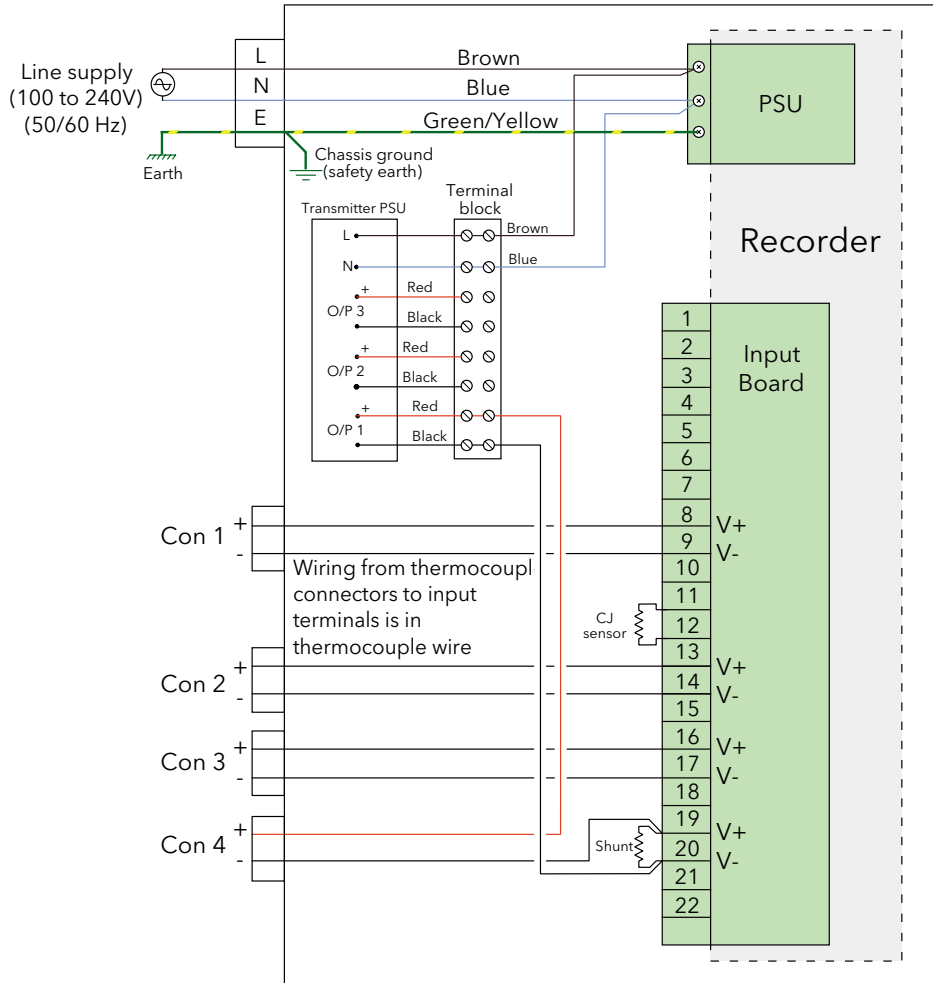 Line supply
(100 to 240V)
(50/60 Hz)
L
N
E
Brown
Blue
Green/Yellow
PSU
Earth
Chassis ground
(safety earth)
Recorder
Transmitter PSU
Terminal
block
L
Brown
N
Blue
+
Red
O/P 3
Black
+
Red
O/P 2
Black
+
Red
O/P 1
Black
Input
Board
1
2
3
4
5
6
7
8
9
10
11
12
13
14
15
16
17
18
19
20
21
22
Con 1
+
-
V+
V-
Wiring from thermocoupl
connectors to input
terminals is in
thermocouple wire
CJ
sensor
Con 2
+
-
V+
V-
Con 3
+
-
V+
V-
Con 4
+
-
Shunt
V+
V-